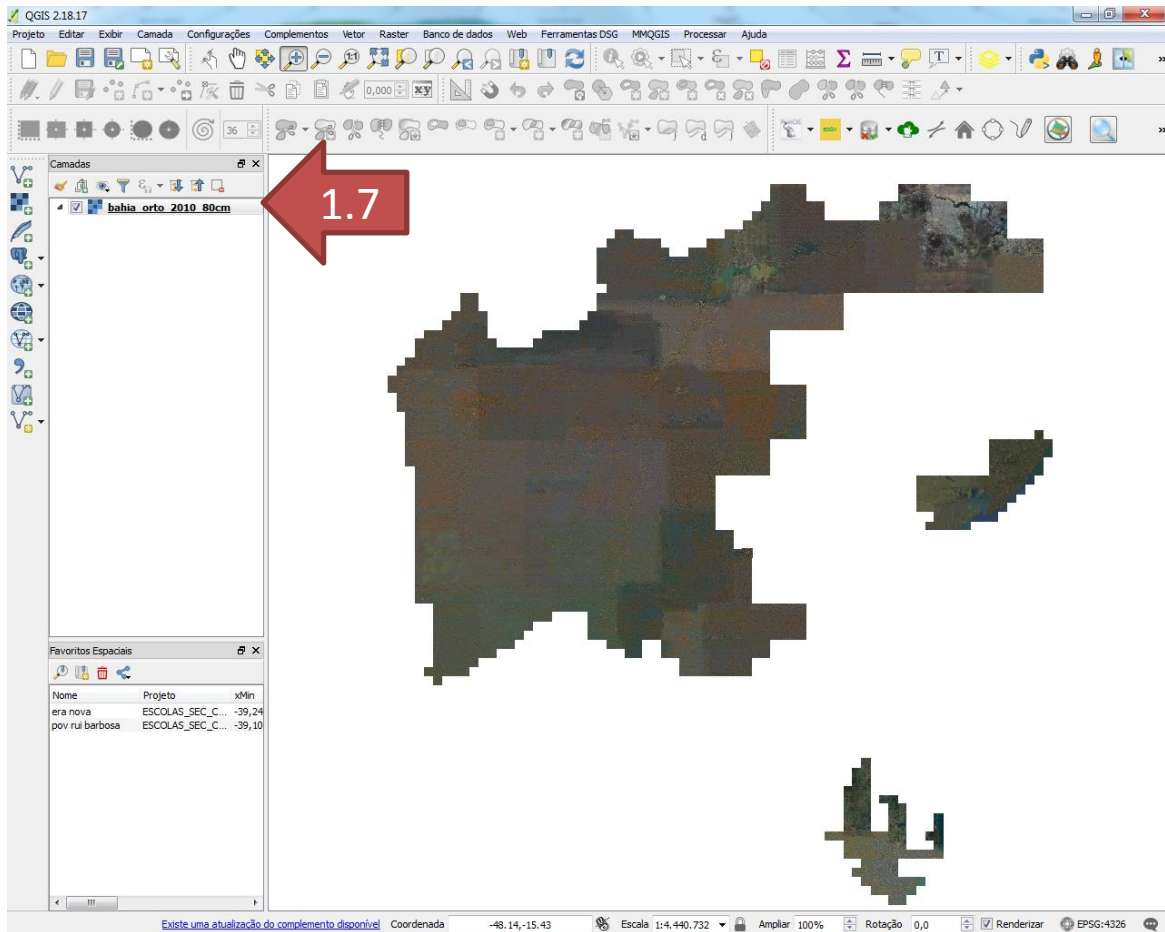 QGIS 2.18.17
Projeto Editar Exibir Camada Configurações Complementos Vetor Raster Banco de dados Web Ferramentas DSG MMQGIS Processar Ajuda
0,000
36
Camadas
bahia_orto_2010_80cm
1.7
Favoritos Espaciais
Nome Projeto xMin
era nova ESCOLAS_SEC_C... -39,24
pov rui barbosa ESCOLAS_SEC_C... -39,10
Existe uma atualização do complemento disponível Coordenada -48.14,-15.43 Escala 1:4.440.732 Ampliar 100% Rotação 0,0 Renderizar EPSG:4326